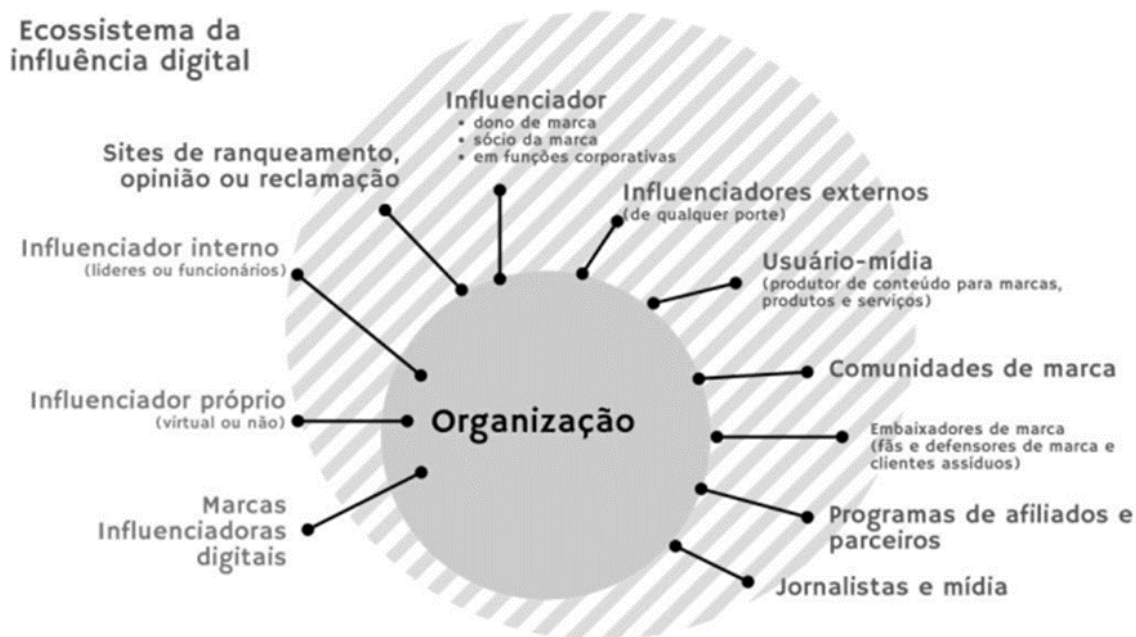 Ecossistema da
influência digital
Influenciador
• dono de marca
• sócio da marca
• em funções corporativas
Sites de ranqueamento,
opinião ou reclamação
Influenciadores externos
(de qualquer porte)
Influenciador interno
(líderes ou funcionários)
Usuário-mídia
(produtor de conteúdo para marcas,
produtos e serviços)
Comunidades de marca
Influenciador próprio
(virtual ou não)
Organização
Embaixadores de marca
(fãs e defensores de marca e
clientes assíduos)
Marcas
Influenciadoras
digitais
Programas de afiliados e
parceiros
Jornalistas e mídia